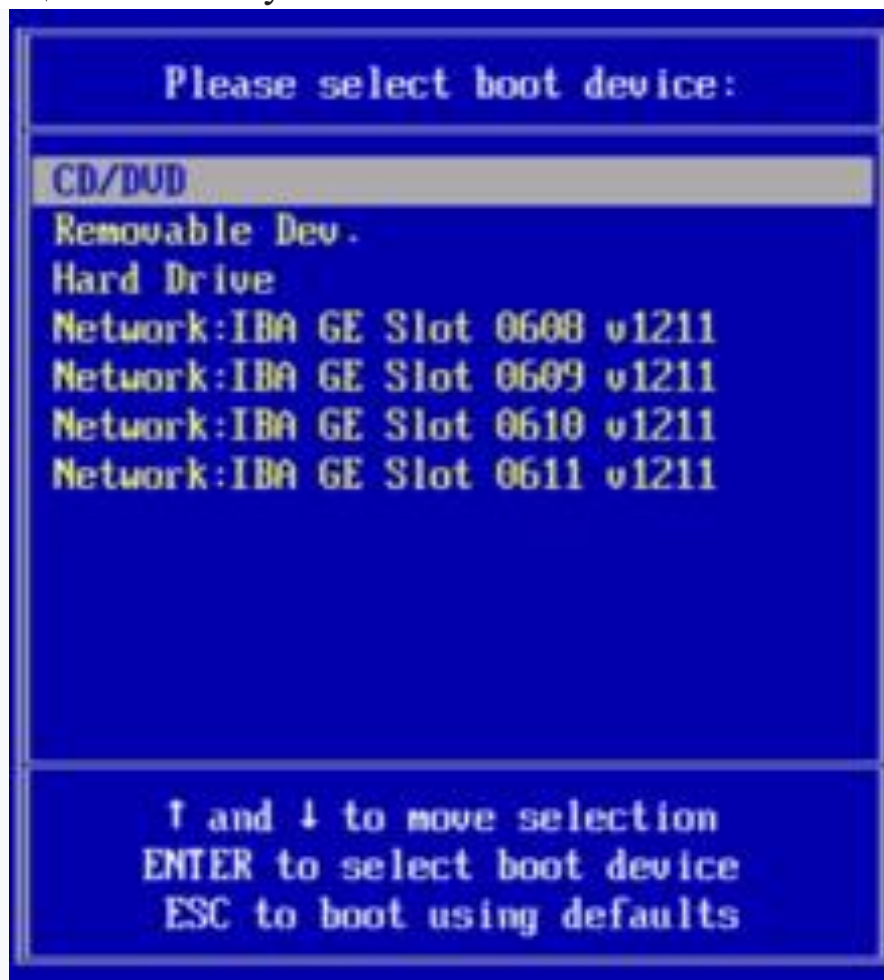 Please select boot device:
CD/DVD
Removable Dev.
Hard Drive
Network:IBA GE Slot 0608 v1211
Network:IBA GE Slot 0609 v1211
Network:IBA GE Slot 0610 v1211
Network:IBA GE Slot 0611 v1211
↑ and ↓ to move selection
ENTER to select boot device
ESC to boot using defaults